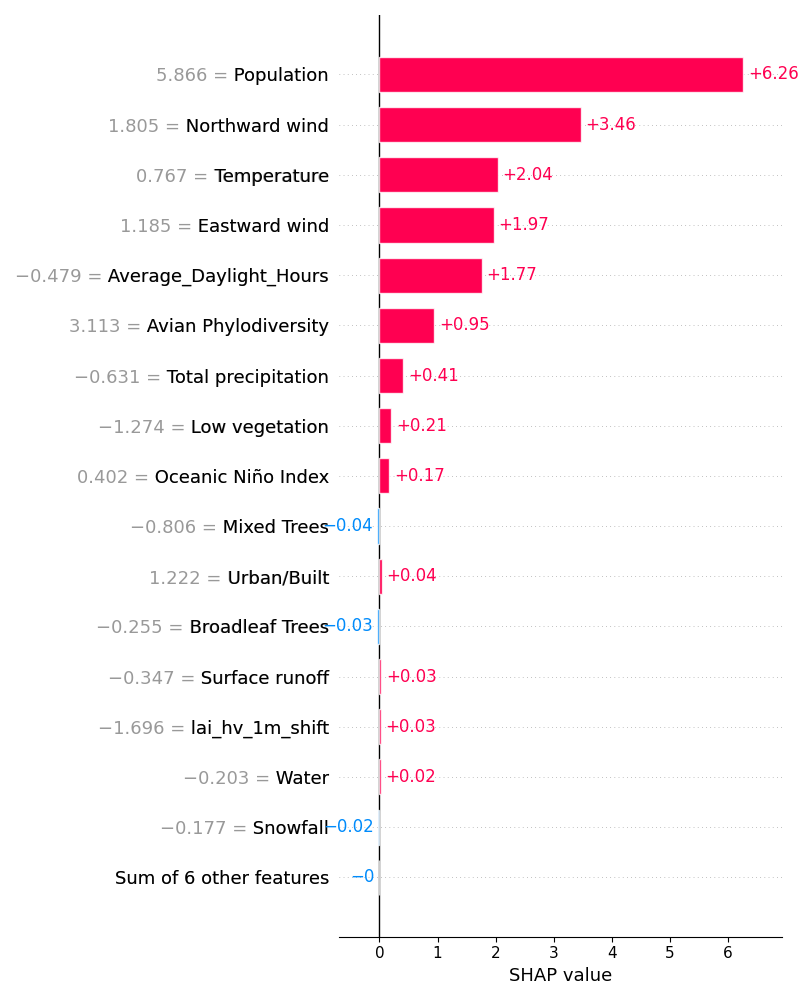 5.866 = Population +6.26
1.805 = Northward wind +3.46
0.767 = Temperature +2.04
1.185 = Eastward wind +1.97
−0.479 = Average_Daylight_Hours +1.77
3.113 = Avian Phylodiversity +0.95
−0.631 = Total precipitation +0.41
−1.274 = Low vegetation +0.21
0.402 = Oceanic Niño Index +0.17
−0.806 = Mixed Trees −0.04
1.222 = Urban/Built +0.04
−0.255 = Broadleaf Trees −0.03
−0.347 = Surface runoff +0.03
−1.696 = lai_hv_1m_shift +0.03
−0.203 = Water +0.02
−0.177 = Snowfall −0.02
Sum of 6 other features −0
0 1 2 3 4 5 6
SHAP value